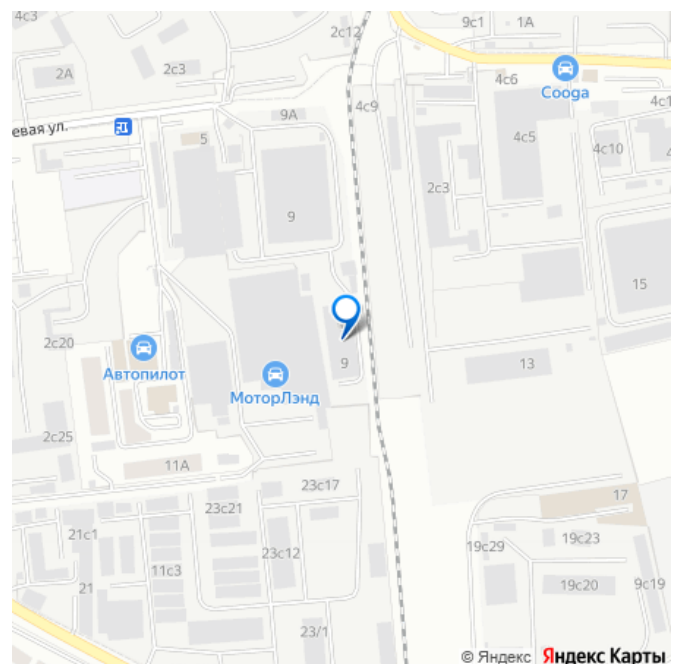 9с1
1А
2с12
2А
2с3
4с6
Cooga
4с9
4с1
9А
евая ул.
5
4с5
4с10
4
2с3
9
15
2с20
Автопилот
9
13
МоторЛэнд
2с25
11А
23с17
17
23с21
21с1
19с29
19с23
23с12
11с3
21
19с20
9с19
23/1
© Яндекс Яндекс Карты